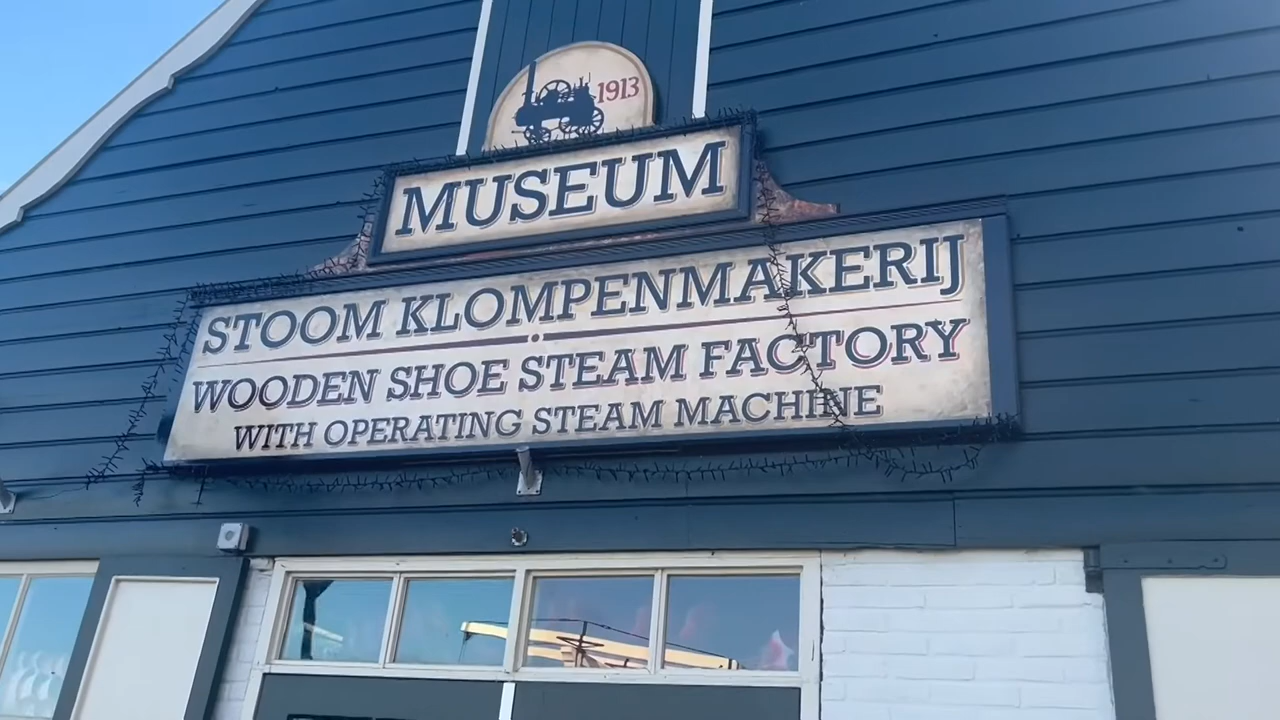 1913
MUSEUM
STOOM KLOMPENMAKERIJ
WOODEN SHOE STEAM FACTORY
WITH OPERATING STEAM MACHINE